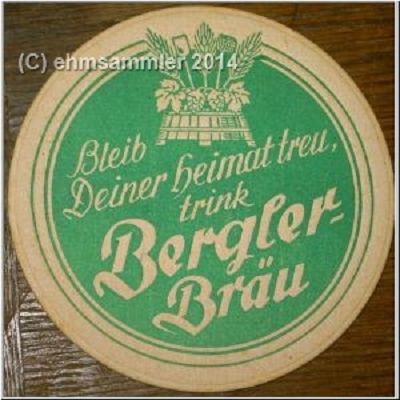 (C) ehmsammler 2014
Bleib
Deiner Heimat treu,
trink
Bergler-
Bräu